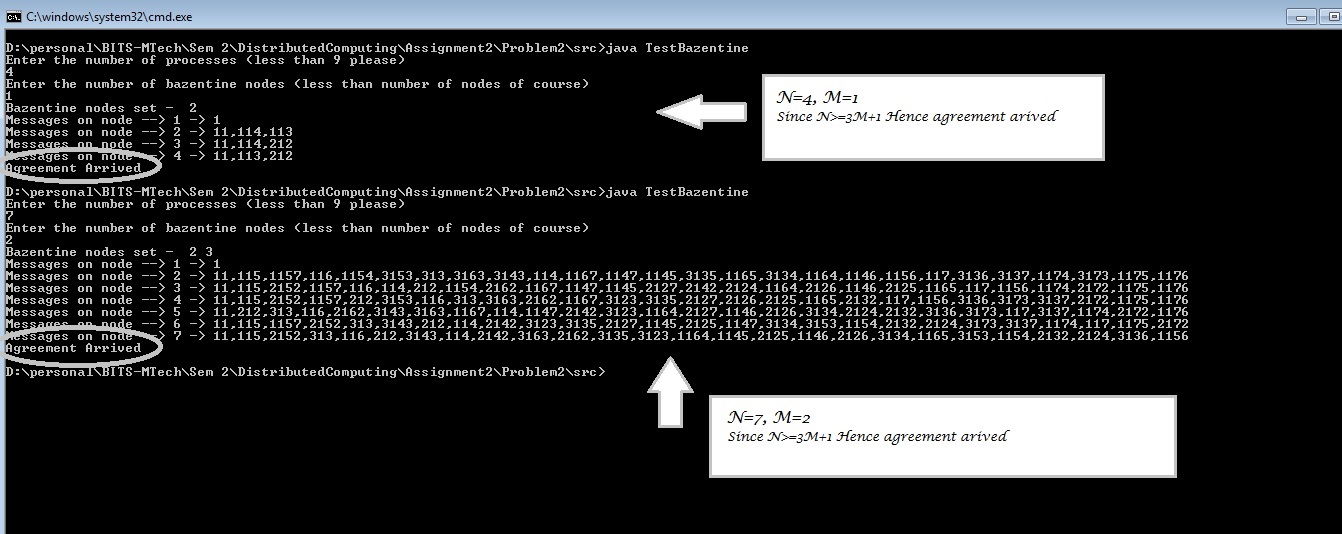 C:\windows\system32\cmd.exe
D:\personal\BITS-MTech\Sem 2\DistributedComputing\Assignment2\Problem2\src>java TestBazentine
Enter the number of processes (less than 9 please)
4
Enter the number of bazentine nodes (less than number of nodes of course)
1
Bazentine nodes set -  2
Messages on node --> 1 -> 1
Messages on node --> 2 -> 11,114,113
Messages on node --> 3 -> 11,114,212
Messages on node --> 4 -> 11,113,212
Agreement Arrived
N=4, M=1
Since N>=3M+1 Hence agreement arived
D:\personal\BITS-MTech\Sem 2\DistributedComputing\Assignment2\Problem2\src>java TestBazentine
Enter the number of processes (less than 9 please)
7
Enter the number of bazentine nodes (less than number of nodes of course)
2
Bazentine nodes set -  2 3
Messages on node --> 1 -> 1
Messages on node --> 2 -> 11,115,1157,116,1154,3153,313,3163,3143,114,1167,1147,1145,3135,1165,3134,1164,1146,1156,117,3136,3137,1174,3173,1175,1176
Messages on node --> 3 -> 11,115,2152,1157,116,114,212,1154,2162,1167,1147,1145,2127,2142,2124,1164,2126,1146,2125,1165,117,1156,1174,2172,1175,1176
Messages on node --> 4 -> 11,115,2152,1157,212,3153,116,313,3163,2162,1167,3123,3135,2127,2126,2125,1165,2132,117,1156,3136,3173,3137,2172,1175,1176
Messages on node --> 5 -> 11,212,313,116,2162,3143,3163,1167,114,1147,2142,3123,1164,2127,1146,2126,3134,2124,2132,3136,3173,117,3137,1174,2172,1176
Messages on node --> 6 -> 11,115,1157,2152,313,3143,212,114,2142,3123,3135,2127,1145,2125,1147,3134,3153,1154,2132,2124,3173,3137,1174,117,1175,2172
Messages on node --> 7 -> 11,115,2152,313,116,212,3143,114,2142,3163,2162,3135,3123,1164,1145,2125,1146,2126,3134,1165,3153,1154,2132,2124,3136,1156
Agreement Arrived
D:\personal\BITS-MTech\Sem 2\DistributedComputing\Assignment2\Problem2\src>
N=7, M=2
Since N>=3M+1 Hence agreement arived